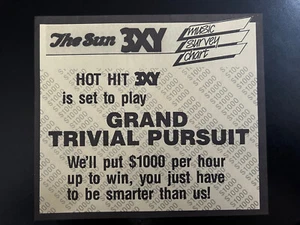 The Sun 3XY
music
survey
chart
HOT HIT 3XY
is set to play
GRAND
TRIVIAL PURSUIT
We'll put $1000 per hour
up to win, you just have
to be smarter than us!